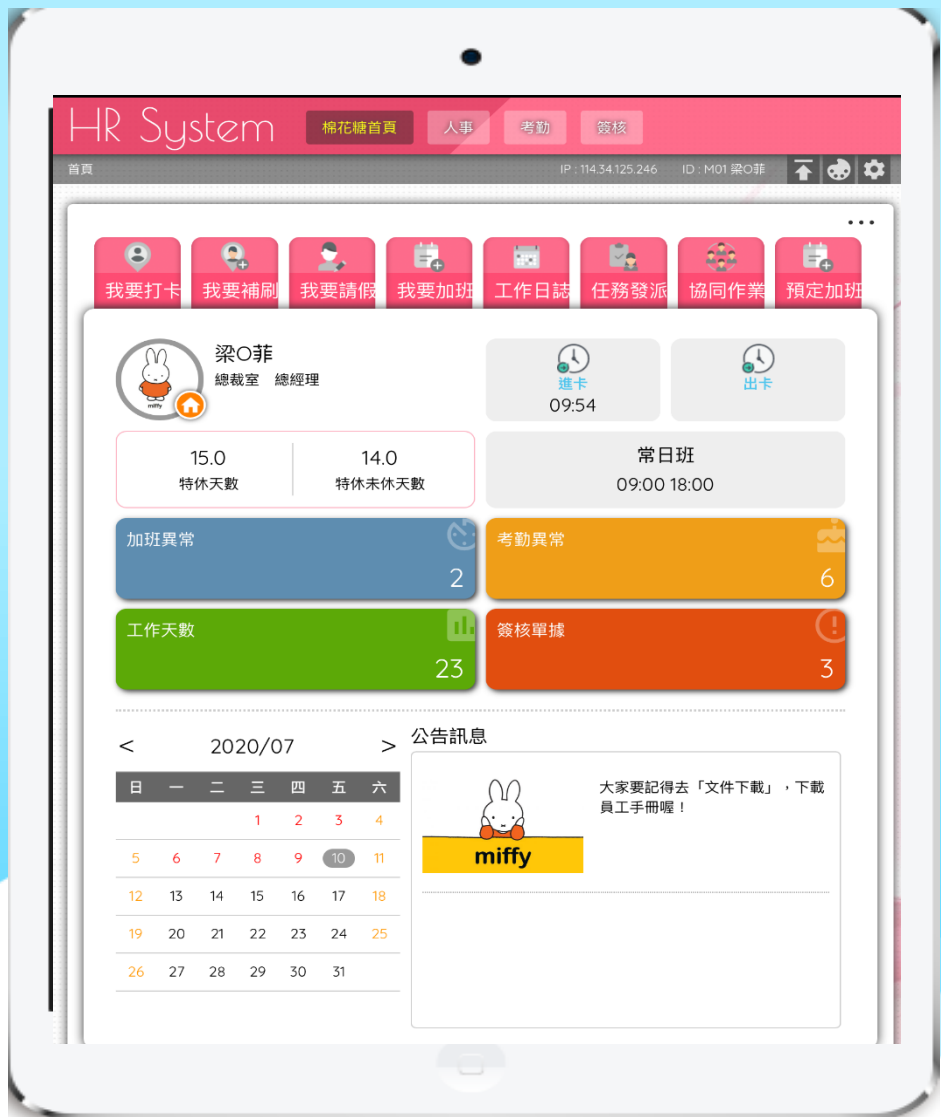 HR System 棉花糖首頁 人事 考勤 簽核
首頁 IP : 114.34.125.246 ID : M01 梁O菲
我要打卡 我要補刷 我要請假 我要加班 工作日誌 任務發派 協同作業 預定加班
梁O菲
總裁室 總經理
miffy
進卡
09:54
出卡
15.0
特休天數
14.0
特休未休天數
常日班
09:00 18:00
加班異常
2
考勤異常
6
工作天數
23
簽核單據
3
< 2020/07 >
日 一 二 三 四 五 六
1 2 3 4
5 6 7 8 9 10 11
12 13 14 15 16 17 18
19 20 21 22 23 24 25
26 27 28 29 30 31
公告訊息
miffy
大家要記得去「文件下載」，下載
員工手冊喔！